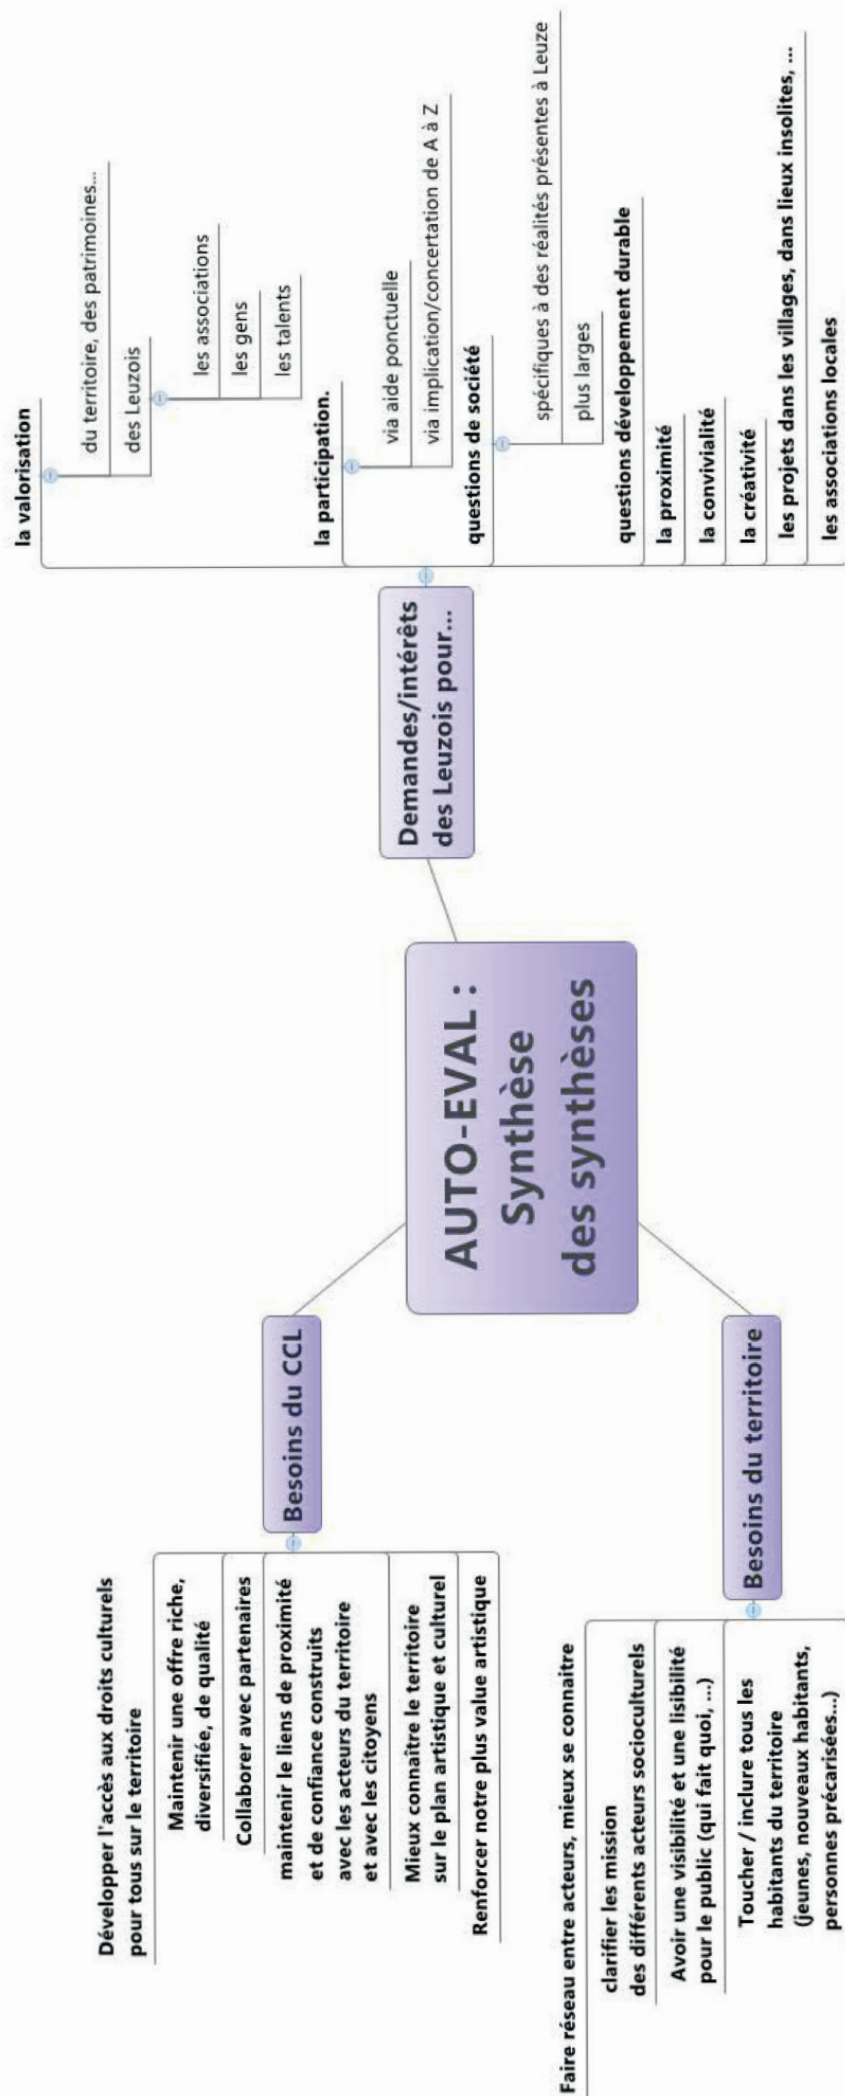 AUTO-EVAL :
Synthèse
des synthèses
Besoins du CCL
Développer l'accès aux droits culturels
pour tous sur le territoire
Maintenir une offre riche,
diversifiée, de qualité
Collaborer avec partenaires
maintenir le liens de proximité
et de confiance construits
avec les acteurs du territoire
et avec les citoyens
Mieux connaître le territoire
sur le plan artistique et culturel
Renforcer notre plus value artistique
Besoins du territoire
Faire réseau entre acteurs, mieux se connaitre
clarifier les mission
des différents acteurs socioculturels
Avoir une visibilité et une lisibilité
pour le public (qui fait quoi, ...)
Toucher / inclure tous les
habitants du territoire
(jeunes, nouveaux habitants,
personnes précarisées...)
Demandes/intérêts
des Leuzois pour...
la valorisation
du territoire, des patrimoines...
des Leuzois
les associations
les gens
les talents
la participation.
via aide ponctuelle
via implication/concertation de A à Z
questions de société
spécifiques à des réalités présentes à Leuze
plus larges
questions développement durable
la proximité
la convivialité
la créativité
les projets dans les villages, dans lieux insolites, ...
les associations locales